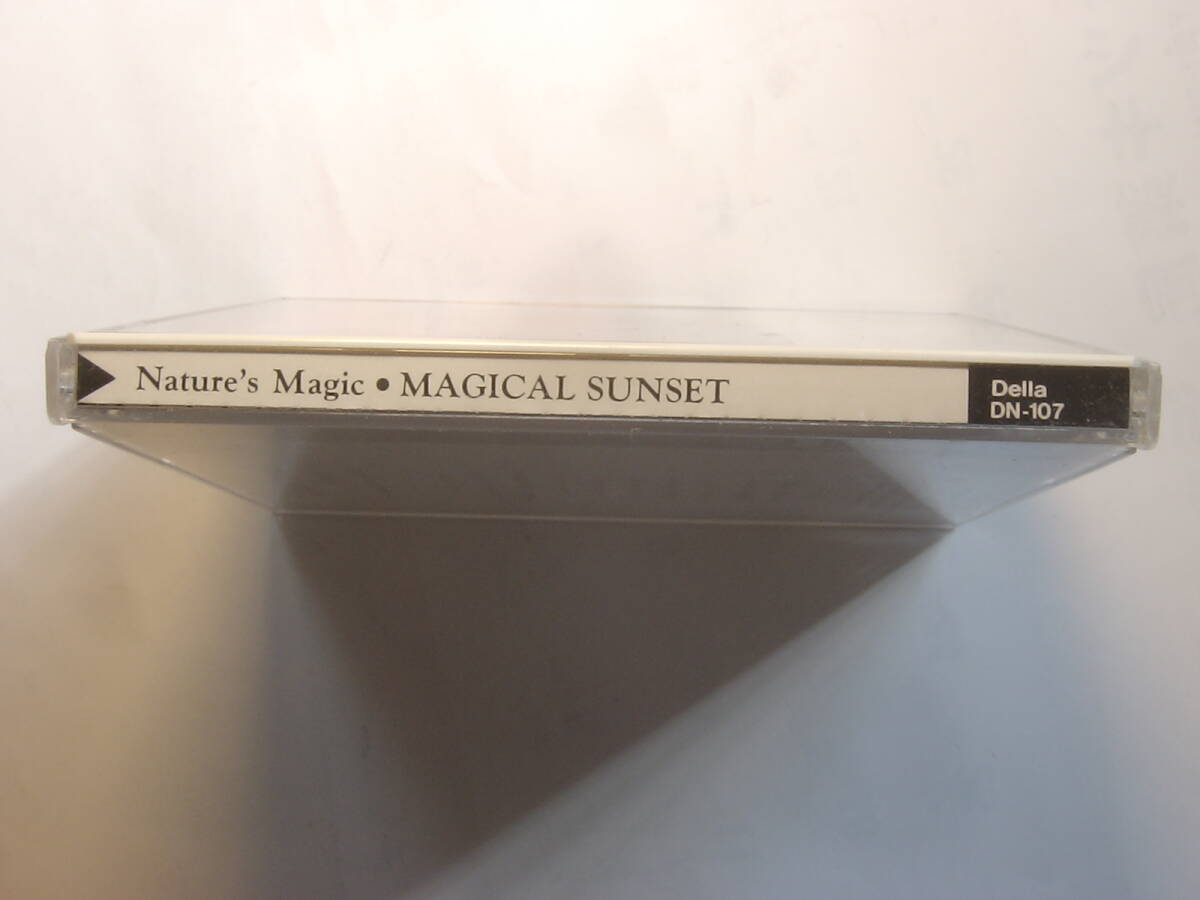 Nature's Magic • MAGICAL SUNSET
Della
DN-107